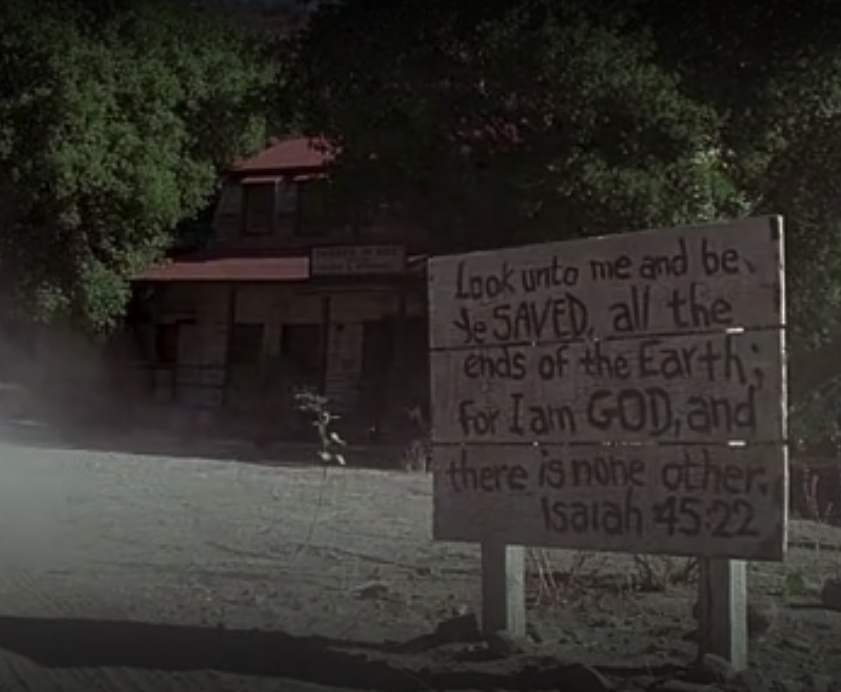 Look unto me and be
ye SAVED, all the
ends of the Earth;
for I am GOD, and
there is none other.
Isaiah 45:22